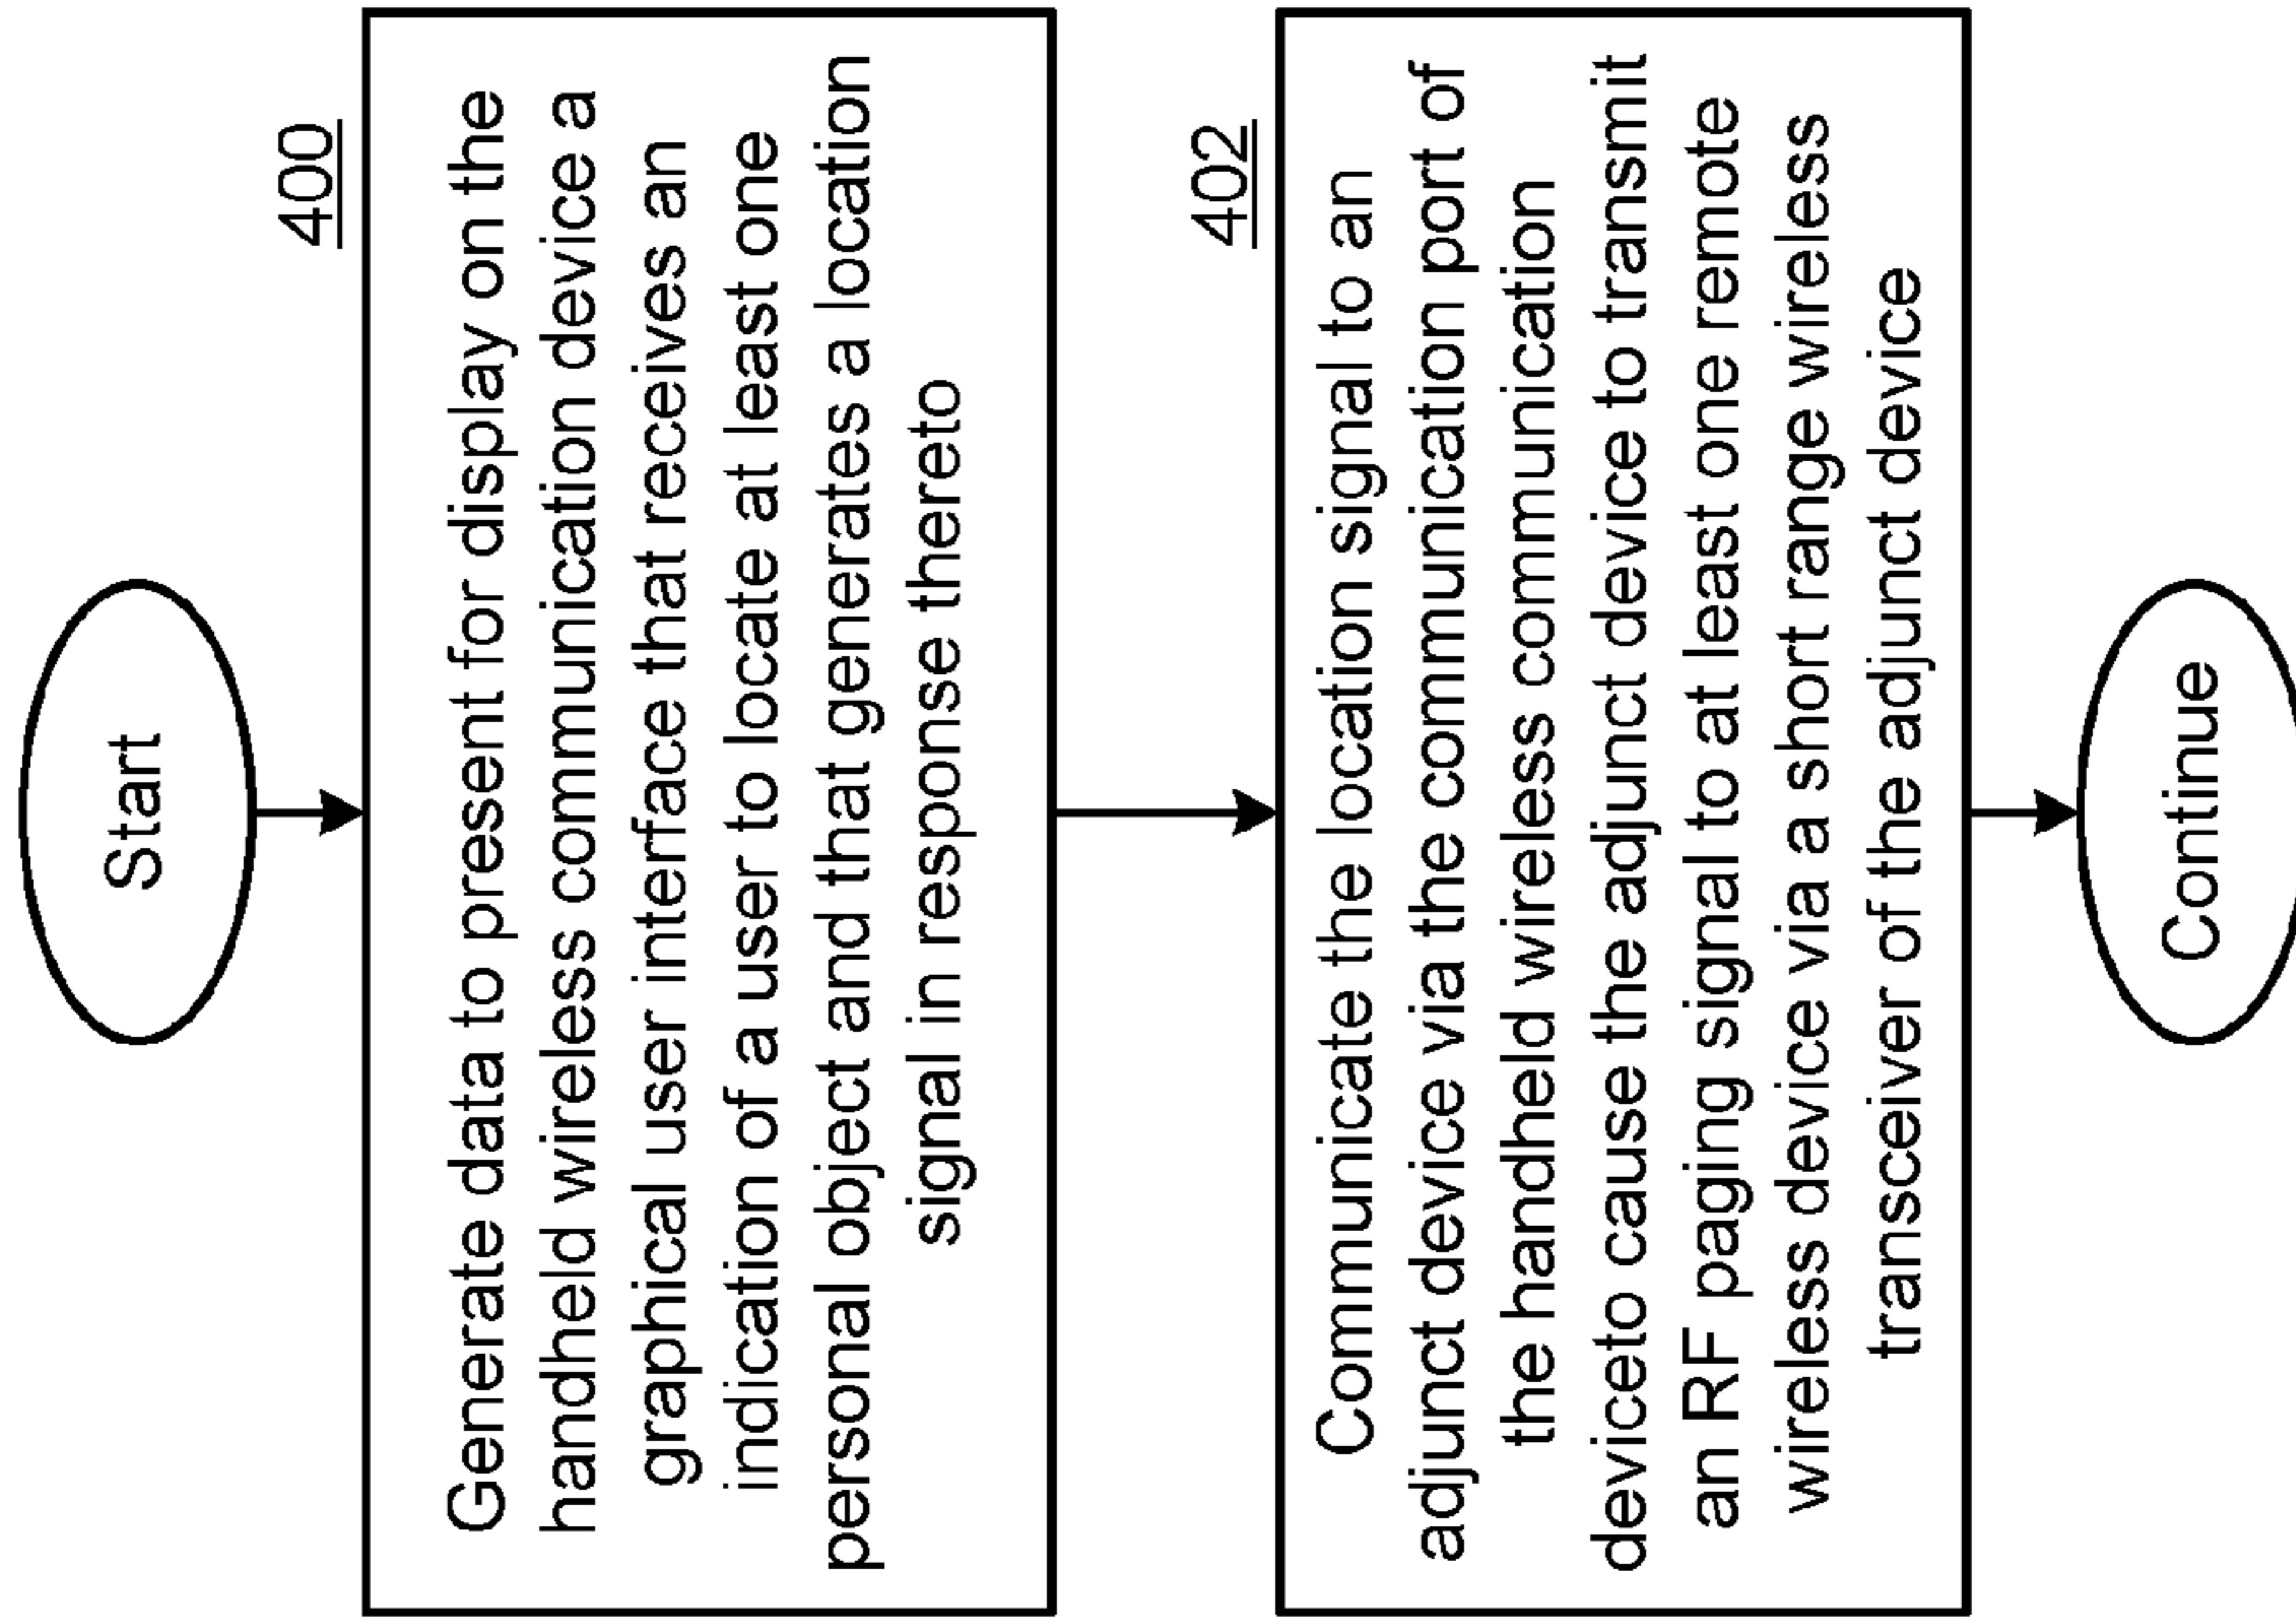 Start
400
Generate data to present for display on the
handheld wireless communication device a
graphical user interface that receives an
indication of a user to locate at least one
personal object and that generates a location
signal in response thereto
402
Communicate the location signal to an
adjunct device via the communication port of
the handheld wireless communication
deviceto cause the adjunct device to transmit
an RF paging signal to at least one remote
wireless device via a short range wireless
transceiver of the adjunct device
Continue